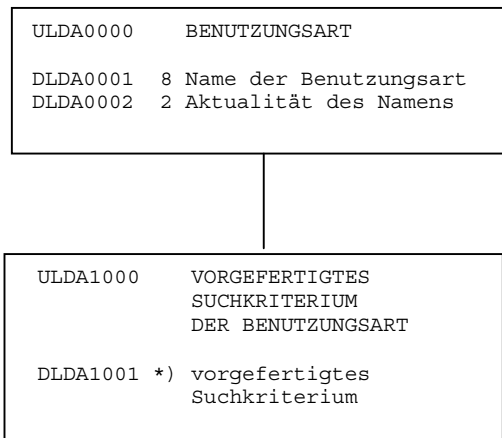 ULDA0000 BENUTZUNGSART
DLDA0001 8 Name der Benutzungsart
DLDA0002 2 Aktualität des Namens
ULDA1000 VORGEFERTIGTES
SUCHKRITERIUM
DER BENUTZUNGSART
DLDA1001 *) vorgefertigtes
Suchkriterium